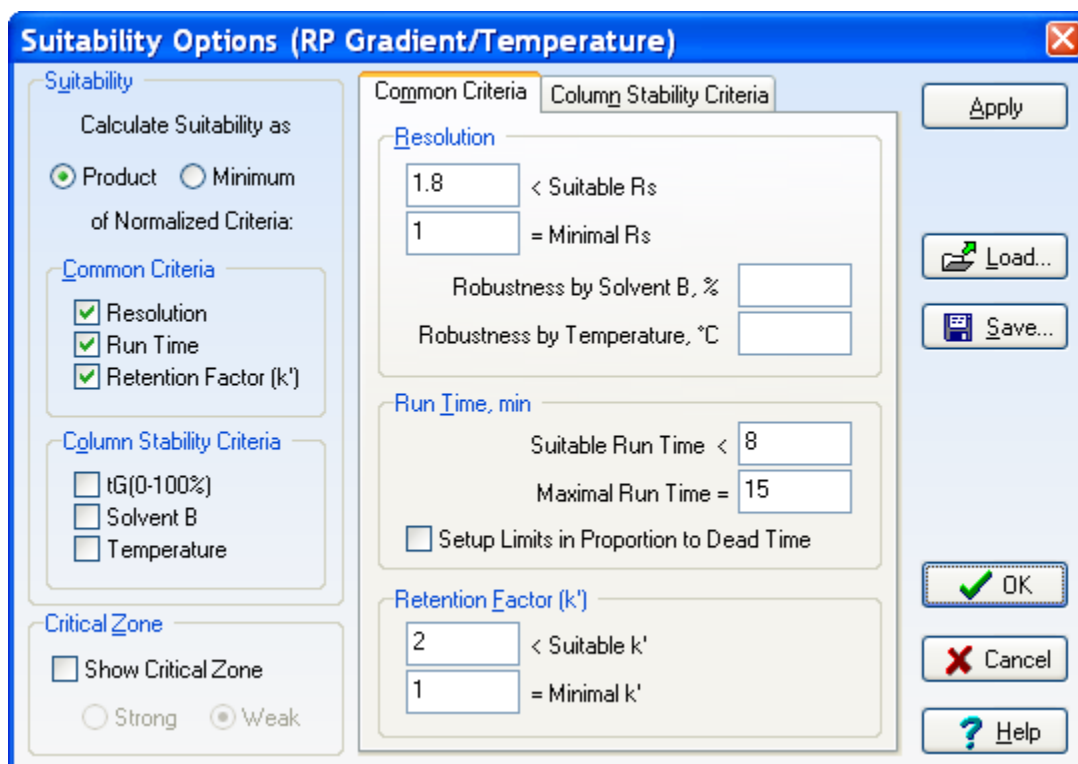 Suitability Options (RP Gradient/Temperature)
Suitability
Calculate Suitability as
Product Minimum
of Normalized Criteria:
Common Criteria
Resolution
Run Time
Retention Factor (k')
Column Stability Criteria
tG(0-100%)
Solvent B
Temperature
Critical Zone
Show Critical Zone
Strong Weak
Common Criteria Column Stability Criteria
Resolution
1.8 < Suitable Rs
1 = Minimal Rs
Robustness by Solvent B, %
Robustness by Temperature, °C
Run Time, min
Suitable Run Time < 8
Maximal Run Time = 15
Setup Limits in Proportion to Dead Time
Retention Factor (k')
2 < Suitable k'
1 = Minimal k'
Apply
Load...
Save...
OK
Cancel
Help